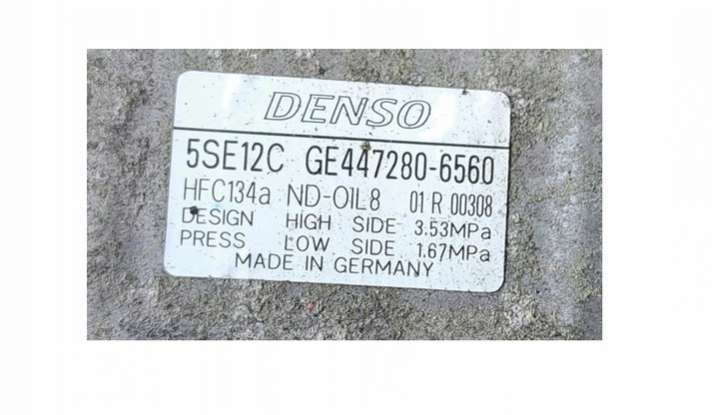 DENSO
5SE12C GE447280-6560
HFC134a ND-OIL8 01 R 00308
DESIGN HIGH SIDE 3.53MPa
PRESS LOW SIDE 1.67MPa
MADE IN GERMANY